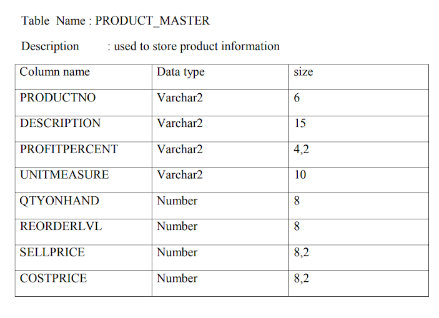 Table Name : PRODUCT_MASTER
Description : used to store product information
Column name Data type size
PRODUCTNO Varchar2 6
DESCRIPTION Varchar2 15
PROFITPERCENT Varchar2 4,2
UNITMEASURE Varchar2 10
QTYONHAND Number 8
REORDERLVL Number 8
SELLPRICE Number 8,2
COSTPRICE Number 8,2